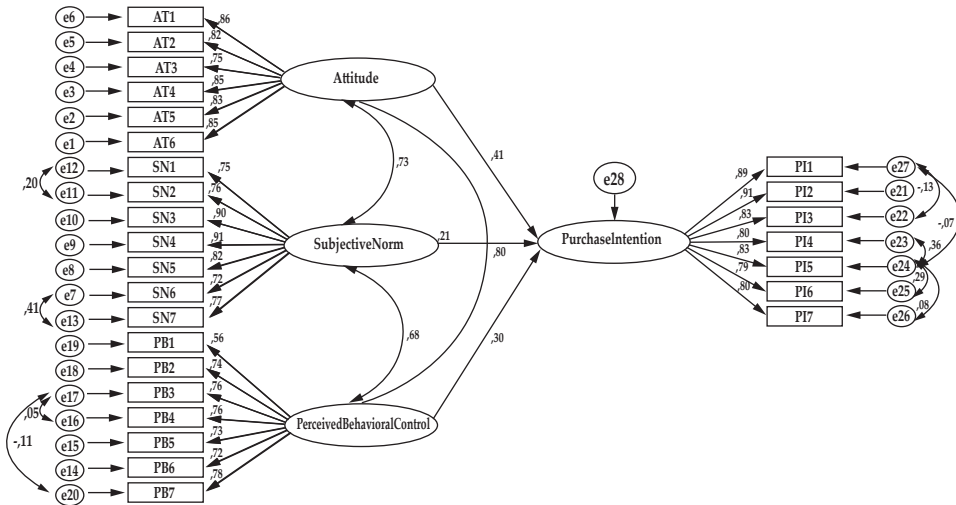 e6 AT1 ,86
e5 AT2 ,82
e4 AT3 ,75
e3 AT4 ,85
e2 AT5 ,83
e1 AT6 ,85
Attitude
,20
e12 SN1 ,75
e11 SN2 ,76
e10 SN3 ,90
e9 SN4 ,91
e8 SN5 ,82
,41
e7 SN6 ,72
e13 SN7 ,77
SubjectiveNorm
e19 PB1 ,56
e18 PB2 ,74
e17 PB3 ,76
,05
e16 PB4 ,76
-,11
e15 PB5 ,73
e14 PB6 ,72
e20 PB7 ,78
PerceivedBehavioralControl
,73
,68
,80
,41
,21
,30
e28
PurchaseIntention
,89 PI1 e27
,91 PI2 e21
,83 PI3 e22
,80 PI4 e23
,83 PI5 e24
,79 PI6 e25
,80 PI7 e26
-,13
-,07
,36
,29
,08